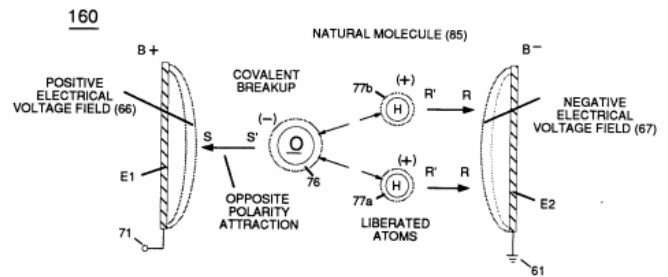 160
NATURAL MOLECULE (85)
B+
B-
POSITIVE
ELECTRICAL
VOLTAGE FIELD (66)
COVALENT
BREAKUP
77b
(+)
H
R'
R
NEGATIVE
ELECTRICAL
VOLTAGE FIELD (67)
(-)
S
S'
O
76
(+)
H
R'
R
E1
OPPOSITE
POLARITY
ATTRACTION
77a
LIBERATED
ATOMS
E2
71
61